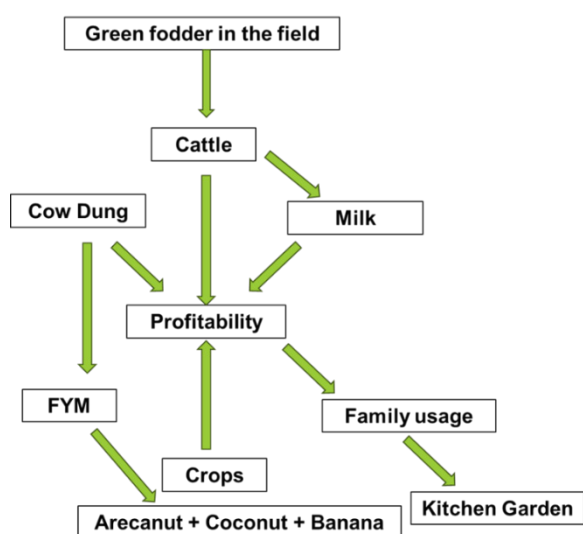 Green fodder in the field
Cattle
Cow Dung
Milk
Profitability
FYM
Family usage
Crops
Kitchen Garden
Arecanut + Coconut + Banana